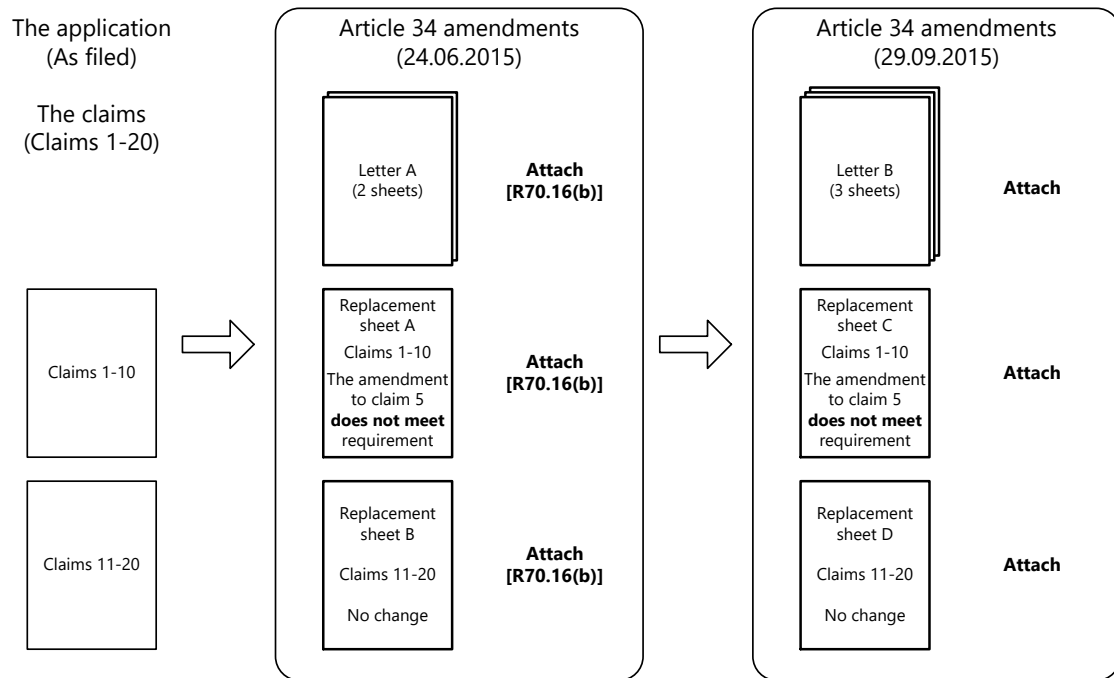 The application
(As filed)
The claims
(Claims 1-20)
Claims 1-10
Claims 11-20
Article 34 amendments
(24.06.2015)
Letter A
(2 sheets)
Attach
[R70.16(b)]
Replacement
sheet A
Claims 1-10
The amendment
to claim 5
does not meet
requirement
Attach
[R70.16(b)]
Replacement
sheet B
Claims 11-20
No change
Attach
[R70.16(b)]
Article 34 amendments
(29.09.2015)
Letter B
(3 sheets)
Attach
Replacement
sheet C
Claims 1-10
The amendment
to claim 5
does not meet
requirement
Attach
Replacement
sheet D
Claims 11-20
No change
Attach